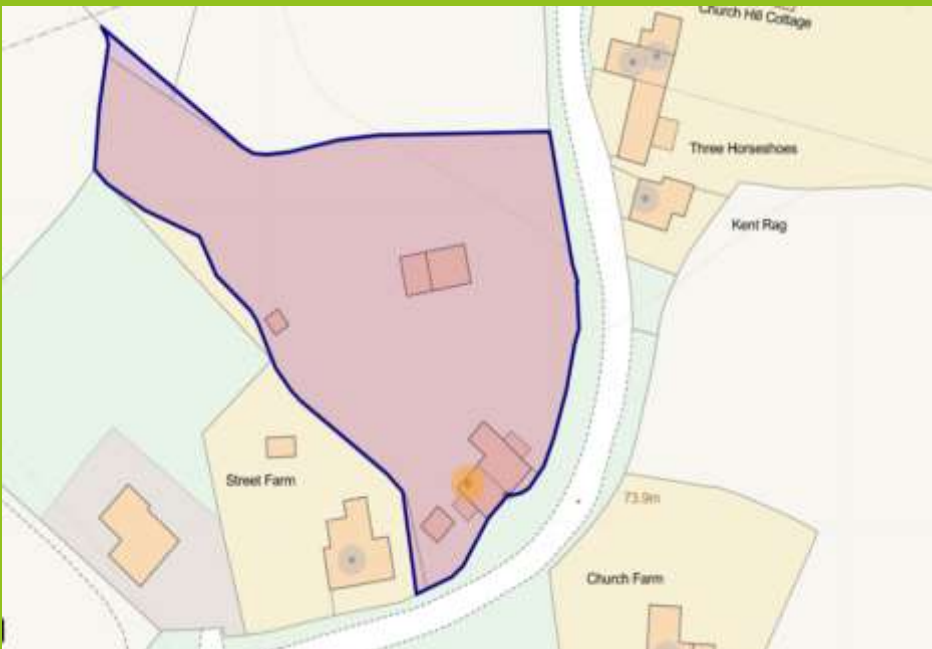 Church Hill Cottage
Three Horseshoes
Kent Rag
Street Farm
73.9m
Church Farm